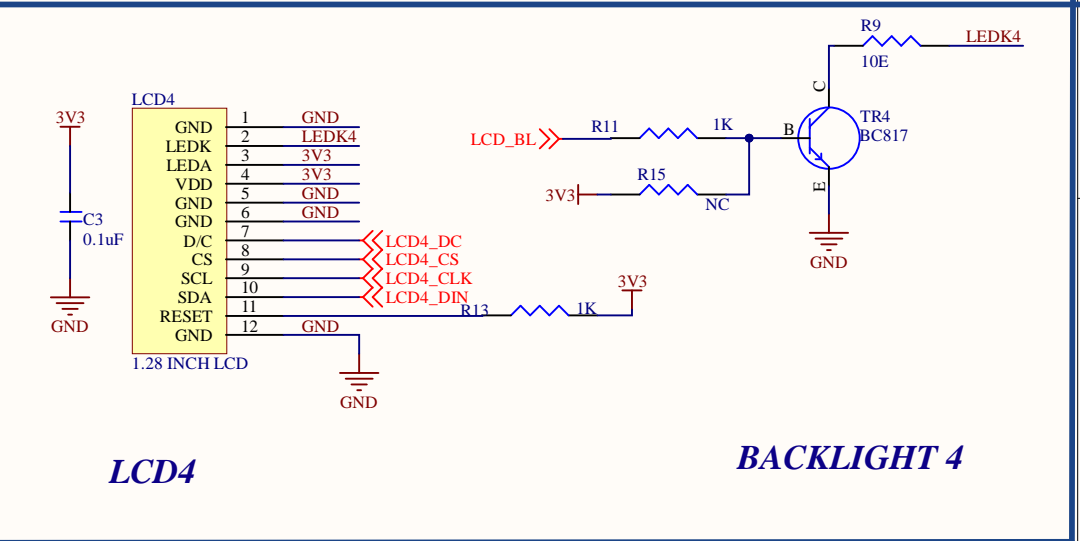 LCD4
3V3
C3
0.1uF
GND
GND 1 GND
LEDK 2 LEDK4
LEDA 3 3V3
VDD 4 3V3
GND 5 GND
GND 6 GND
D/C 7 LCD4_DC
CS 8 LCD4_CS
SCL 9 LCD4_CLK
SDA 10 LCD4_DIN
RESET 11 R13 1K 3V3
GND 12 GND
1.28 INCH LCD
GND
LCD4
R9 LEDK4
10E
C
LCD_BL R11 1K B TR4
BC817
3V3 R15 NC E
GND
BACKLIGHT 4